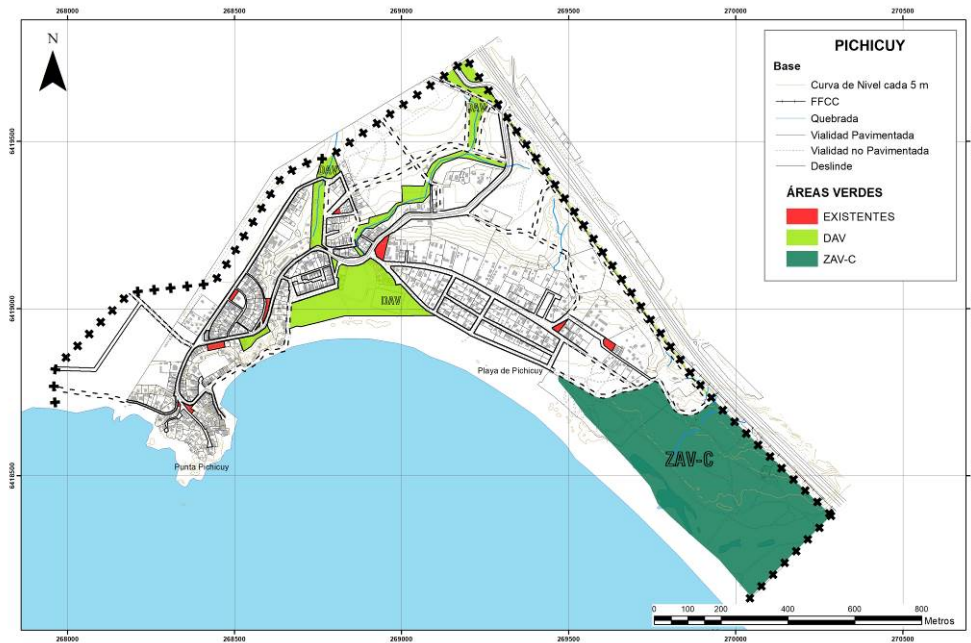 268000 268500 269000 269500 270000 270500
PICHICUY
N
Base
Curva de Nivel cada 5 m
FFCC
Quebrada
Vialidad Pavimentada
Vialidad no Pavimentada
Deslinde
ÁREAS VERDES
EXISTENTES
DAV
ZAV-C
DAV
6419500
DAV
6419000
DAV
Playa de Pichicuy
ZAV-C
Punta Pichicuy
0 100 200 400 600 800
Metros
268000 268500 269000 269500 270000 270500